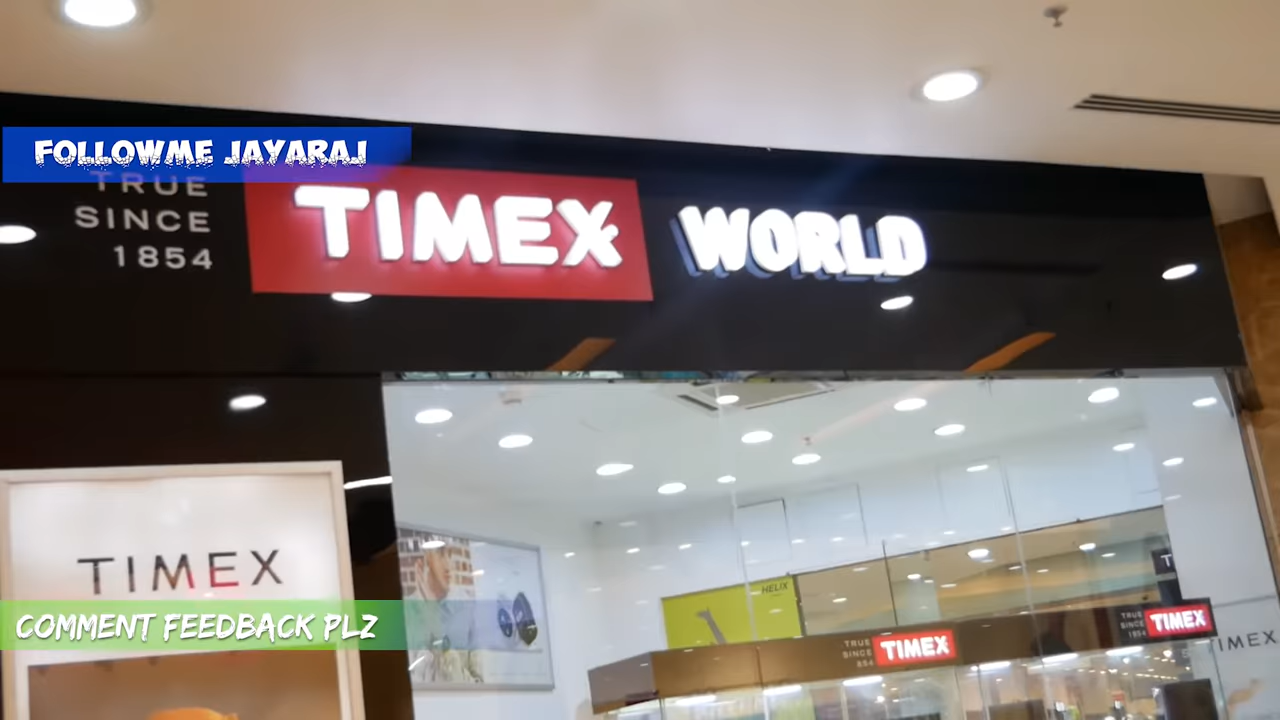 FOLLOWME JAYARAJ
TRUE
SINCE
1854
TIMEX
WORLD
TIMEX
COMMENT FEEDBACK PLZ
HELIX
TRUE
SINCE
TIMEX
TRUE
SINCE
1854
TIMEX
TIMEX